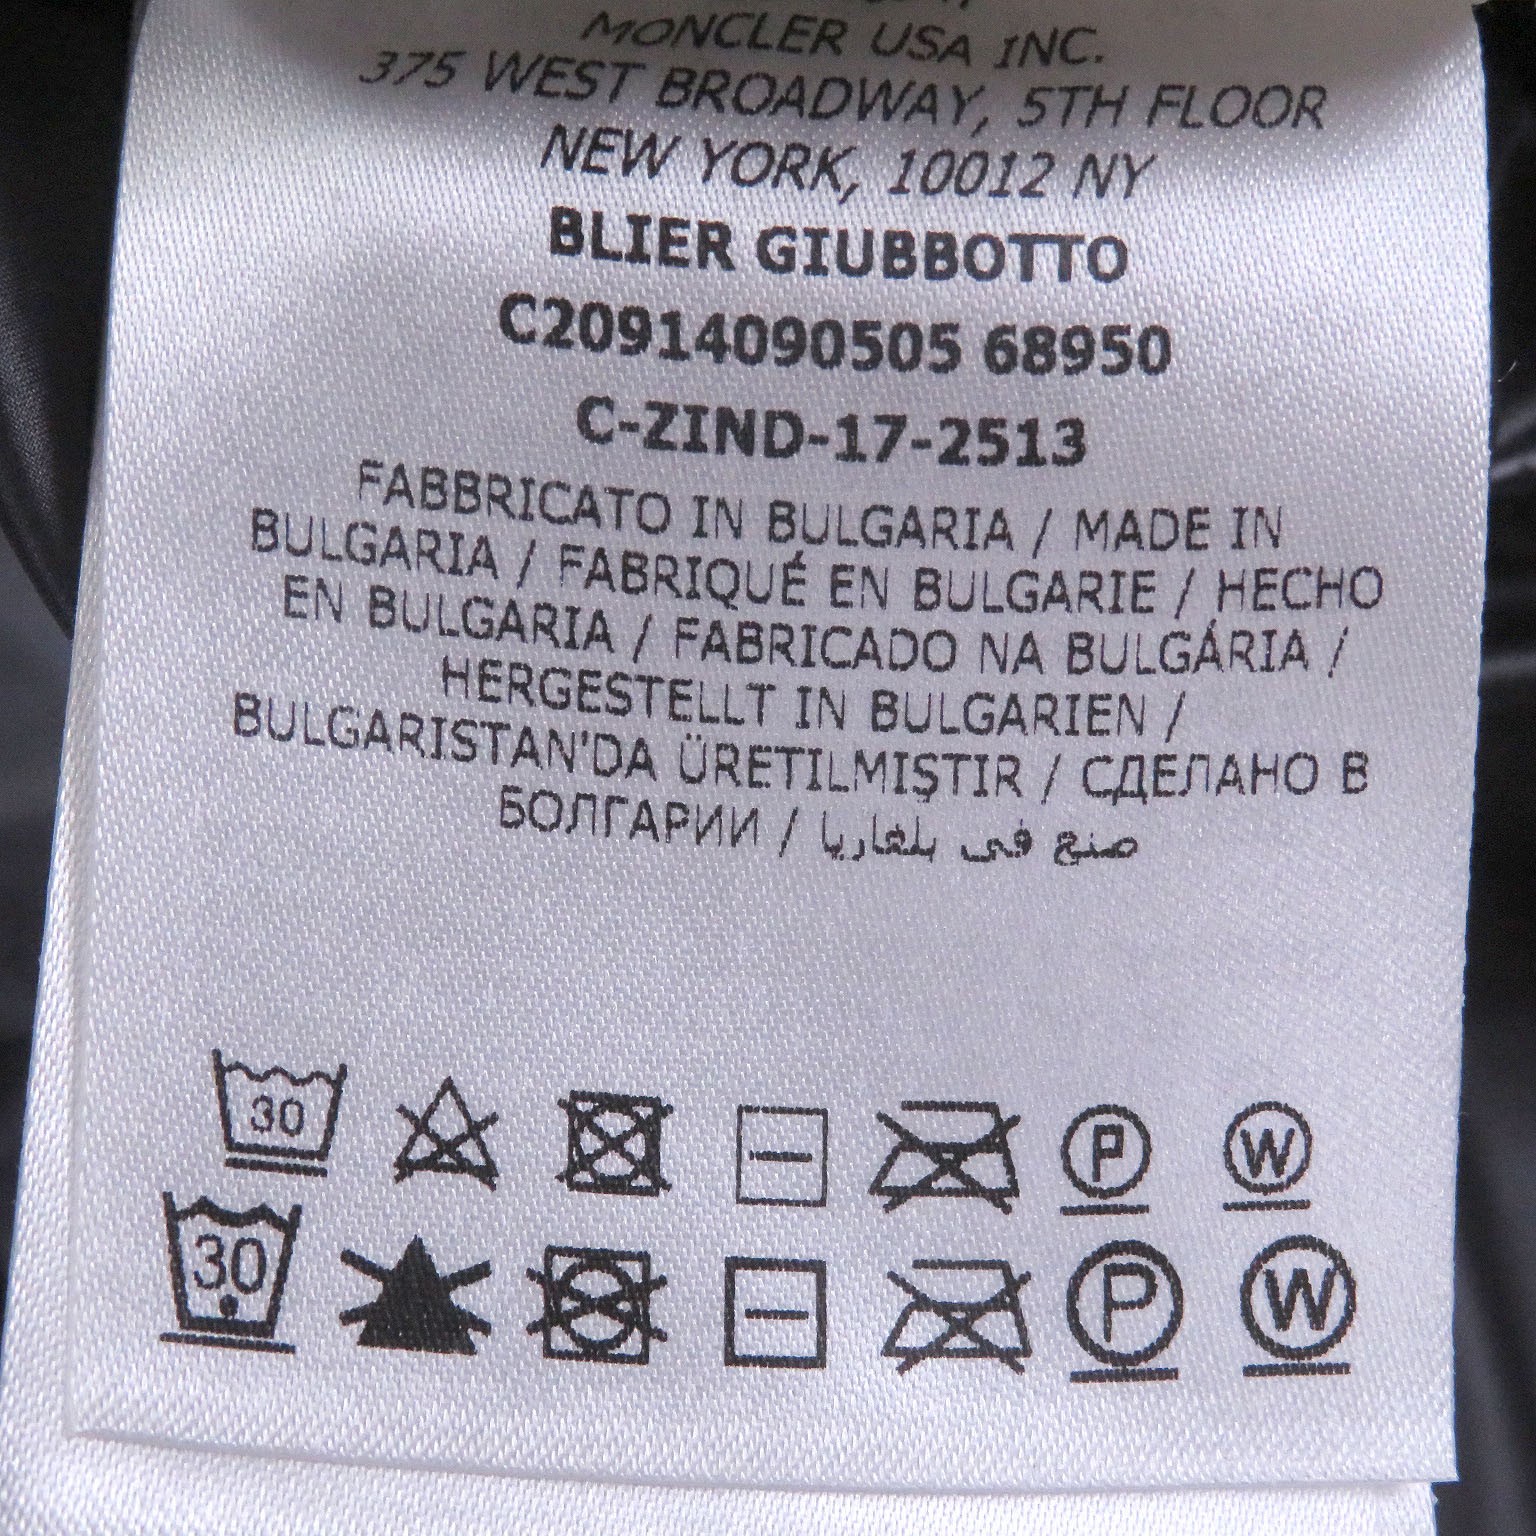 MONCLER USA INC.
375 WEST BROADWAY, 5TH FLOOR
NEW YORK, 10012 NY
BLIER GIUBBOTTO
C20914090505 68950
C-ZIND-17-2513
FABBRICATO IN BULGARIA / MADE IN
BULGARIA / FABRIQUÉ EN BULGARIE / HECHO
EN BULGARIA / FABRICADO NA BULGÁRIA /
HERGESTELLT IN BULGARIEN /
BULGARISTAN'DA ÜRETILMIŞTIR / СДЕЛАНО В
БОЛГАРИИ / صنع في بلغاريا
30 P W
30 P W